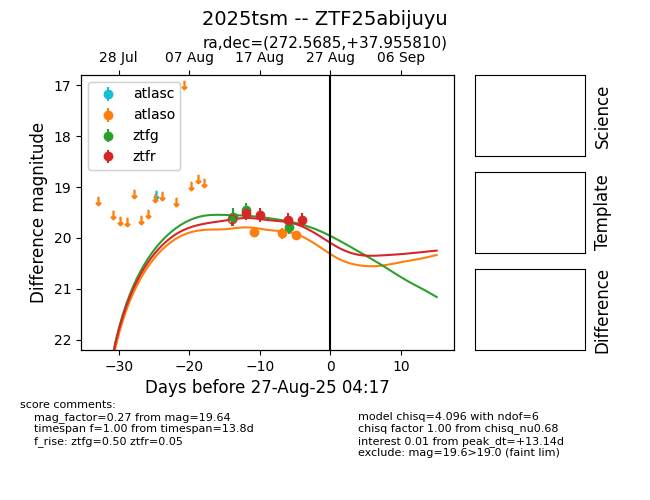 2025tsm -- ZTF25abijuyu
ra,dec=(272.5685,+37.955810)
28 Jul 07 Aug 17 Aug 27 Aug 06 Sep
atlasc
atlaso
ztfg
ztfr
17
18
19
20
21
22
Difference magnitude
−30 −20 −10 0 10
Days before 27-Aug-25 04:17
Science
Template
Difference
score comments:
mag_factor=0.27 from mag=19.64
timespan f=1.00 from timespan=13.8d
f_rise: ztfg=0.50 ztfr=0.05
model chisq=4.096 with ndof=6
chisq factor 1.00 from chisq_nu0.68
interest 0.01 from peak_dt=+13.14d
exclude: mag=19.6>19.0 (faint lim)